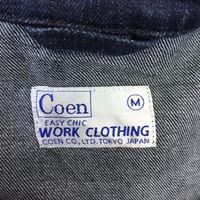 Coen M
EASY CHIC
WORK CLOTHING
COEN CO., LTD. TOKYO JAPAN